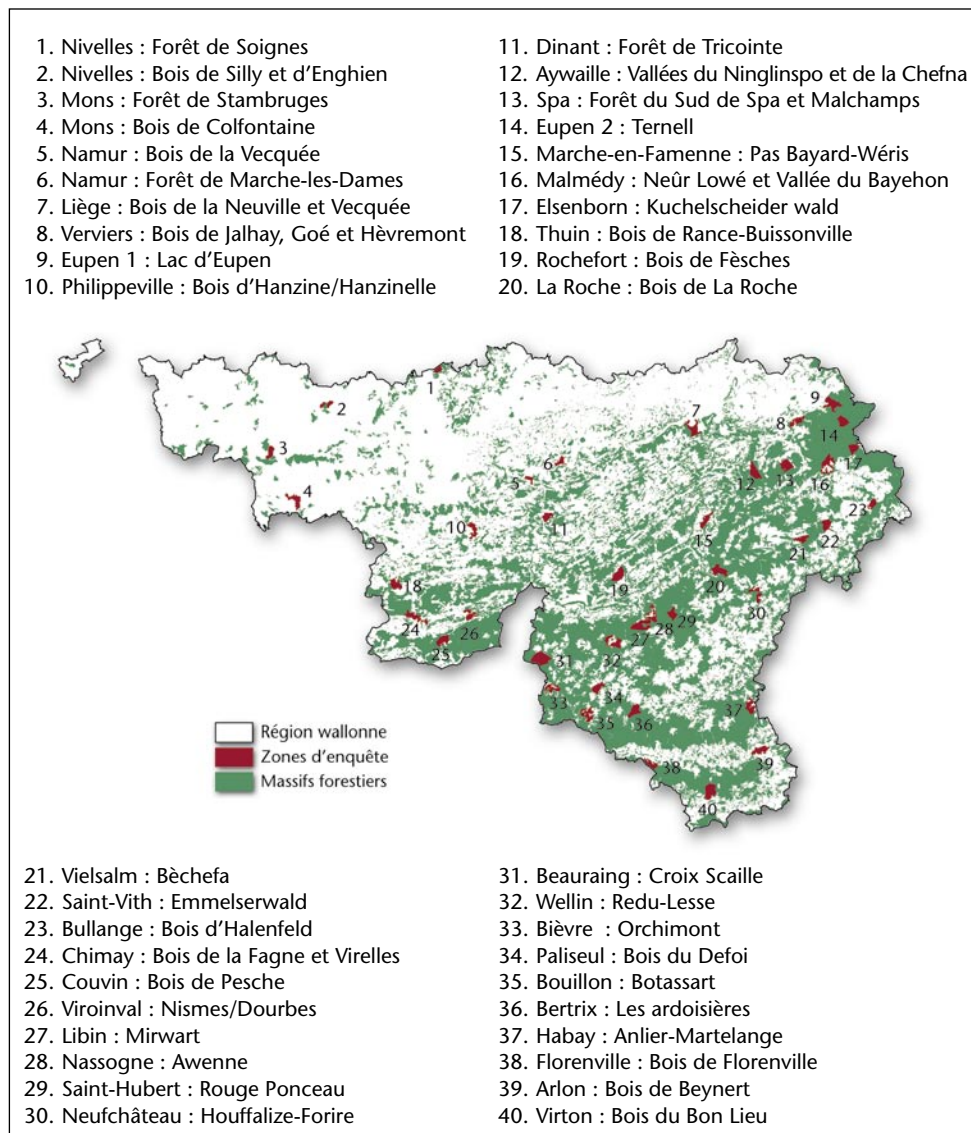 1. Nivelles : Forêt de Soignes
2. Nivelles : Bois de Silly et d'Enghien
3. Mons : Forêt de Stambruges
4. Mons : Bois de Colfontaine
5. Namur : Bois de la Vecquée
6. Namur : Forêt de Marche-les-Dames
7. Liège : Bois de la Neuville et Vecquée
8. Verviers : Bois de Jalhay, Goé et Hèvremont
9. Eupen 1 : Lac d'Eupen
10. Philippeville : Bois d'Hanzine/Hanzinelle
11. Dinant : Forêt de Tricointe
12. Aywaille : Vallées du Ninglinspo et de la Chefna
13. Spa : Forêt du Sud de Spa et Malchamps
14. Eupen 2 : Ternell
15. Marche-en-Famenne : Pas Bayard-Wéris
16. Malmédy : Neûr Lowé et Vallée du Bayehon
17. Elsenborn : Kuchelscheider wald
18. Thuin : Bois de Rance-Buissonville
19. Rochefort : Bois de Fèsches
20. La Roche : Bois de La Roche
1
2
3
4
5
6
7
8
9
10
11
12
13
14
15
16
17
18
19
20
21
22
23
24
25
26
27
28
29
30
31
32
33
34
35
36
37
38
39
40
Région wallonne
Zones d'enquête
Massifs forestiers
21. Vielsalm : Bèchefa
22. Saint-Vith : Emmelserwald
23. Bullange : Bois d'Halenfeld
24. Chimay : Bois de la Fagne et Virelles
25. Couvin : Bois de Pesche
26. Viroinval : Nismes/Dourbes
27. Libin : Mirwart
28. Nassogne : Awenne
29. Saint-Hubert : Rouge Ponceau
30. Neufchâteau : Houffalize-Forire
31. Beauraing : Croix Scaille
32. Wellin : Redu-Lesse
33. Bièvre : Orchimont
34. Paliseul : Bois du Defoi
35. Bouillon : Botassart
36. Bertrix : Les ardoisières
37. Habay : Anlier-Martelange
38. Florenville : Bois de Florenville
39. Arlon : Bois de Beynert
40. Virton : Bois du Bon Lieu